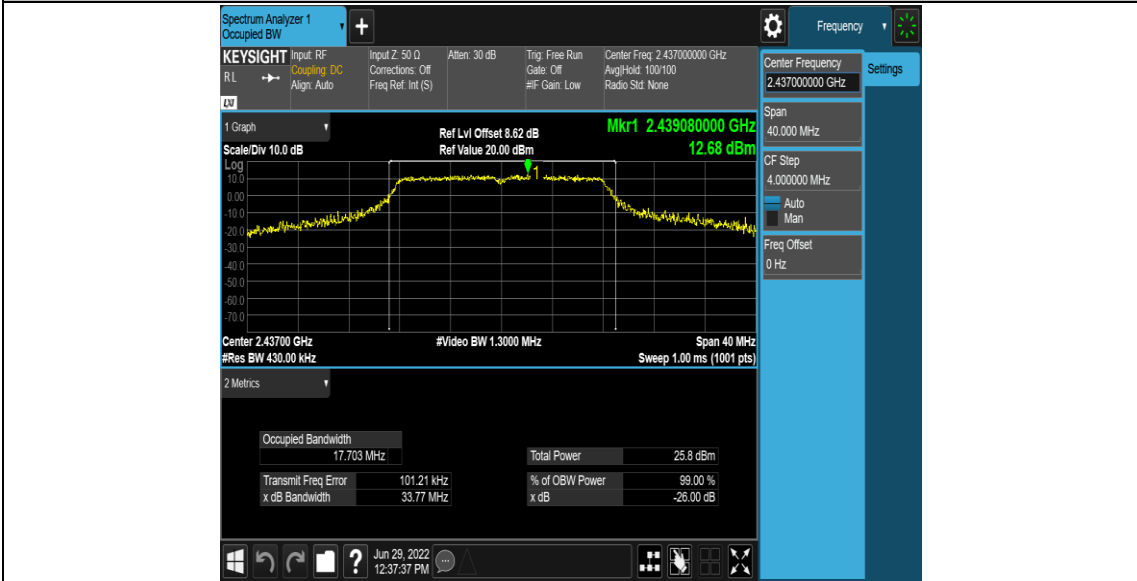 Spectrum Analyzer 1
Occupied BW
+
Frequency
KEYSIGHT
RL
LXI
Input: RF
Coupling: DC
Align: Auto
Input Z: 50 Ω
Corrections: Off
Freq Ref: Int (S)
Atten: 30 dB
Trig: Free Run
Gate: Off
#IF Gain: Low
Center Freq: 2.437000000 GHz
Avg|Hold: 100/100
Radio Std: None
Center Frequency
2.437000000 GHz
Settings
Span
40.000 MHz
CF Step
4.000000 MHz
Auto
Man
Freq Offset
0 Hz
1 Graph
Scale/Div 10.0 dB
Ref Lvl Offset 8.62 dB
Ref Value 20.00 dBm
Mkr1 2.439080000 GHz
12.68 dBm
Log
10.0
0.00
-10.0
-20.0
-30.0
-40.0
-50.0
-60.0
-70.0
1
Center 2.43700 GHz
#Res BW 430.00 kHz
#Video BW 1.3000 MHz
Span 40 MHz
Sweep 1.00 ms (1001 pts)
2 Metrics
Occupied Bandwidth
17.703 MHz
Total Power 25.8 dBm
Transmit Freq Error 101.21 kHz
% of OBW Power 99.00 %
x dB Bandwidth 33.77 MHz
x dB -26.00 dB
?
Jun 29, 2022
12:37:37 PM